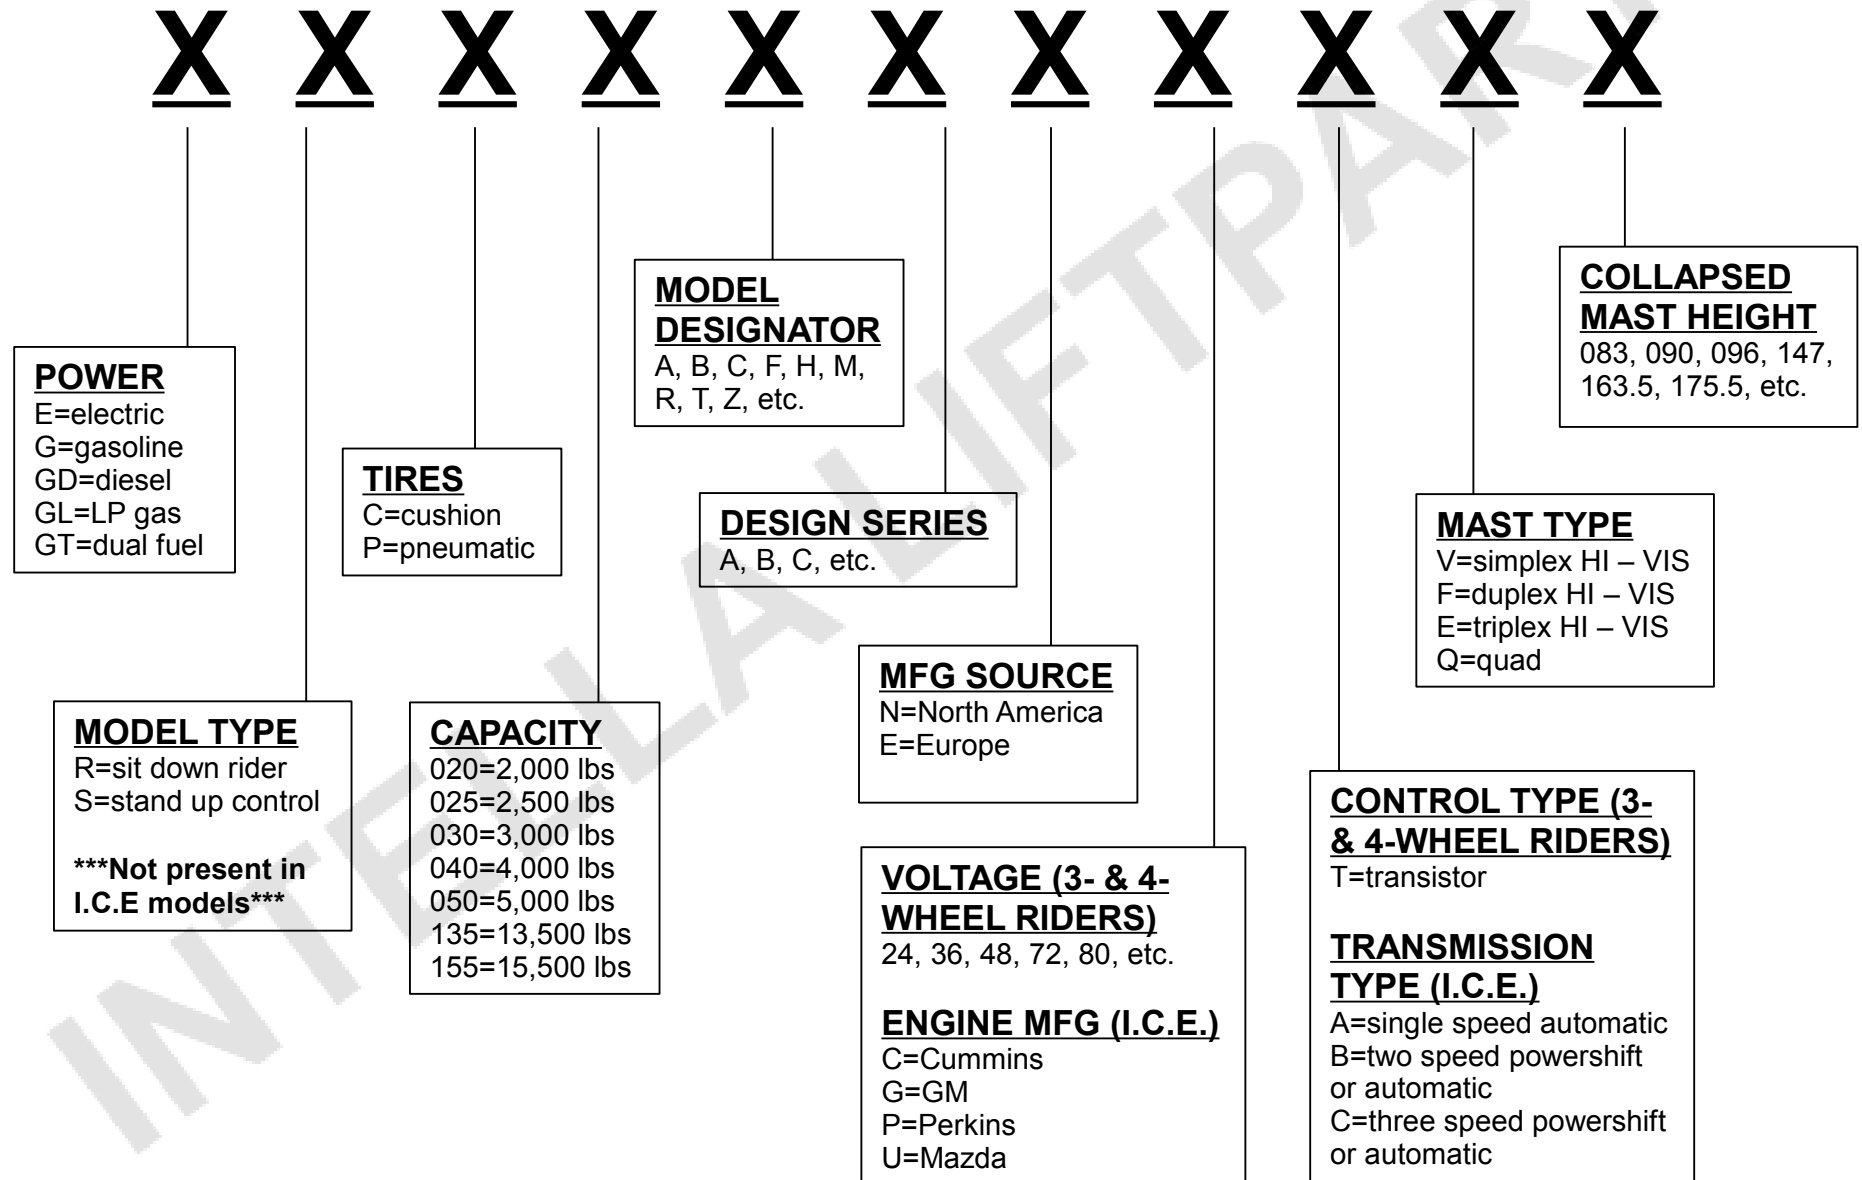 X X X X X X X X X X X
POWER
E=electric
G=gasoline
GD=diesel
GL=LP gas
GT=dual fuel
MODEL TYPE
R=sit down rider
S=stand up control
***Not present in
I.C.E models***
TIRES
C=cushion
P=pneumatic
CAPACITY
020=2,000 lbs
025=2,500 lbs
030=3,000 lbs
040=4,000 lbs
050=5,000 lbs
135=13,500 lbs
155=15,500 lbs
MODEL
DESIGNATOR
A, B, C, F, H, M,
R, T, Z, etc.
DESIGN SERIES
A, B, C, etc.
MFG SOURCE
N=North America
E=Europe
VOLTAGE (3- & 4-
WHEEL RIDERS)
24, 36, 48, 72, 80, etc.
ENGINE MFG (I.C.E.)
C=Cummins
G=GM
P=Perkins
U=Mazda
CONTROL TYPE (3-
& 4-WHEEL RIDERS)
T=transistor
TRANSMISSION
TYPE (I.C.E.)
A=single speed automatic
B=two speed powershift
or automatic
C=three speed powershift
or automatic
MAST TYPE
V=simplex HI – VIS
F=duplex HI – VIS
E=triplex HI – VIS
Q=quad
COLLAPSED
MAST HEIGHT
083, 090, 096, 147,
163.5, 175.5, etc.
INTELLA LIFTPAR